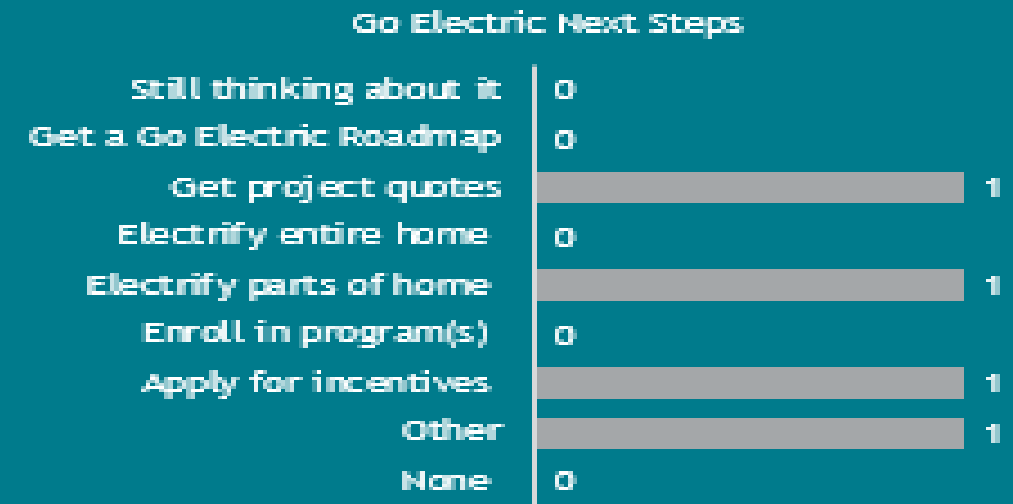 Go Electric Next Steps
Still thinking about it 0
Get a Go Electric Roadmap 0
Get project quotes 1
Electrify entire home 0
Electrify parts of home 1
Enroll in program(s) 0
Apply for incentives 1
Other 1
None 0